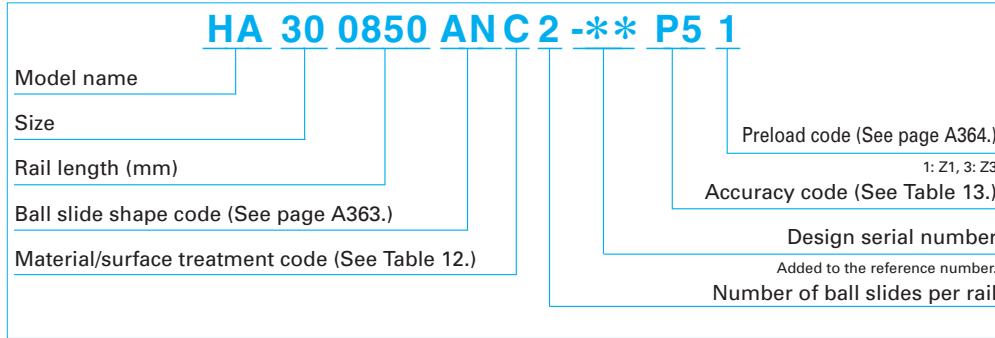 HA 30 0850 AN C 2 -** P5 1
Model name
Size
Rail length (mm)
Ball slide shape code (See page A363.)
Material/surface treatment code (See Table 12.)
Preload code (See page A364.)
1: Z1, 3: Z3
Accuracy code (See Table 13.)
Design serial number
Added to the reference number.
Number of ball slides per rail